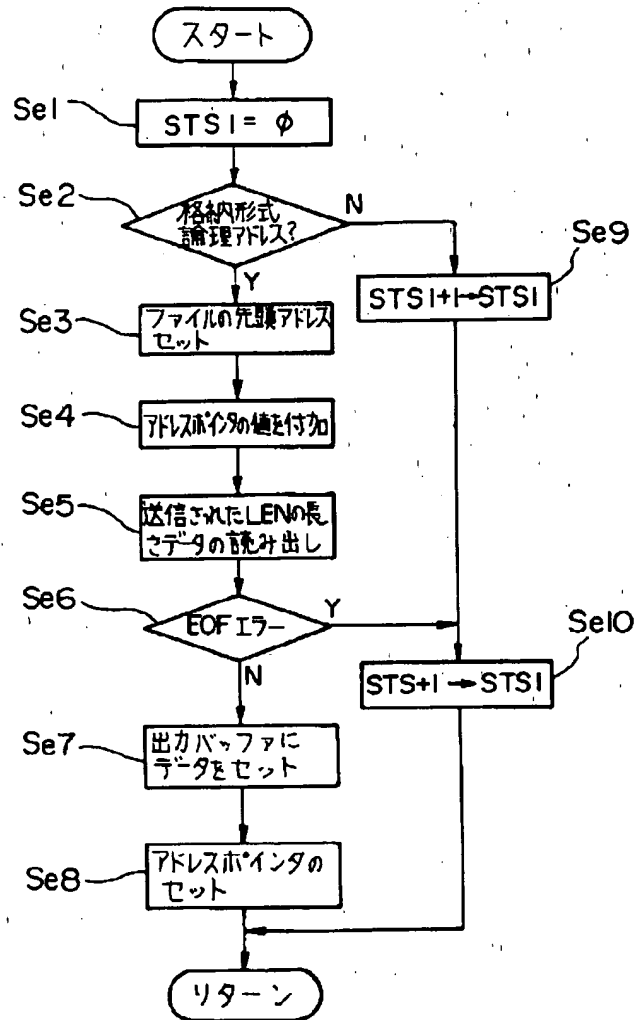 スタート
Se1
STS1 = φ
Se2
格納形式
論理アドレス?
N
Y
Se9
STS1+1→STS1
Se3
ファイルの先頭アドレス
セット
Se4
アドレスポインタの値を付加
Se5
送信されたLENの長
さデータの読み出し
Se6
EOFエラー
Y
N
Se10
STS+1→STS1
Se7
出力バッファに
データをセット
Se8
アドレスポインタの
セット
リターン